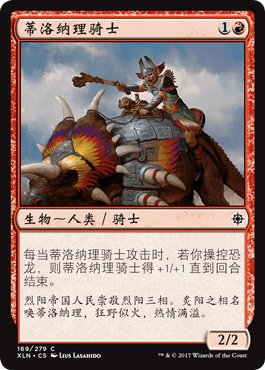 蒂洛纳理骑士 1
生物～人类／骑士
每当蒂洛纳理骑士攻击时，若你操控恐
龙，则蒂洛纳理骑士得+1/+1直到回合
结束。
烈阳帝国人民崇敬烈阳三相。炙阳之相名
唤蒂洛纳理，狂野似火，热情满溢。
2/2
169/279 C
XLN • CS LIUS LASAHIDO
™ & © 2017 Wizards of the Coast